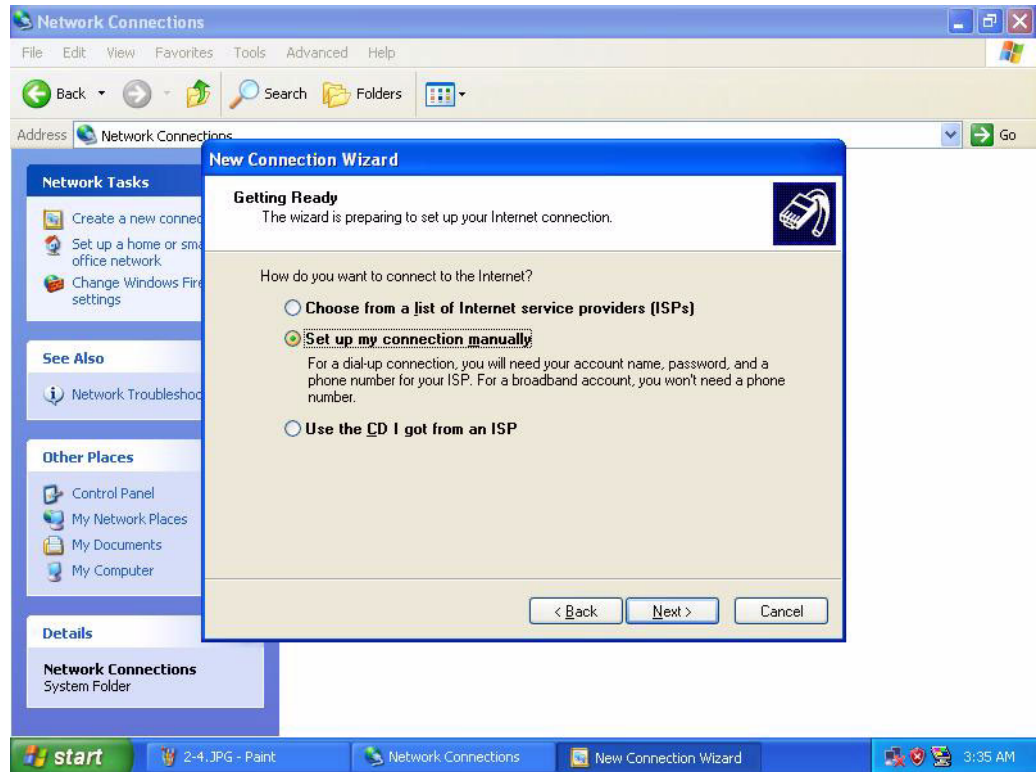 Network Connections
File Edit View Favorites Tools Advanced Help
Back Search Folders
Address Network Connections Go
Network Tasks
Create a new connec
Set up a home or sma
office network
Change Windows Fire
settings
See Also
Network Troubleshoo
Other Places
Control Panel
My Network Places
My Documents
My Computer
Details
Network Connections
System Folder
New Connection Wizard
Getting Ready
The wizard is preparing to set up your Internet connection.
How do you want to connect to the Internet?
Choose from a list of Internet service providers (ISPs)
Set up my connection manually
For a dial-up connection, you will need your account name, password, and a
phone number for your ISP. For a broadband account, you won't need a phone
number.
Use the CD I got from an ISP
< Back Next > Cancel
start 2-4.JPG - Paint Network Connections New Connection Wizard 3:35 AM